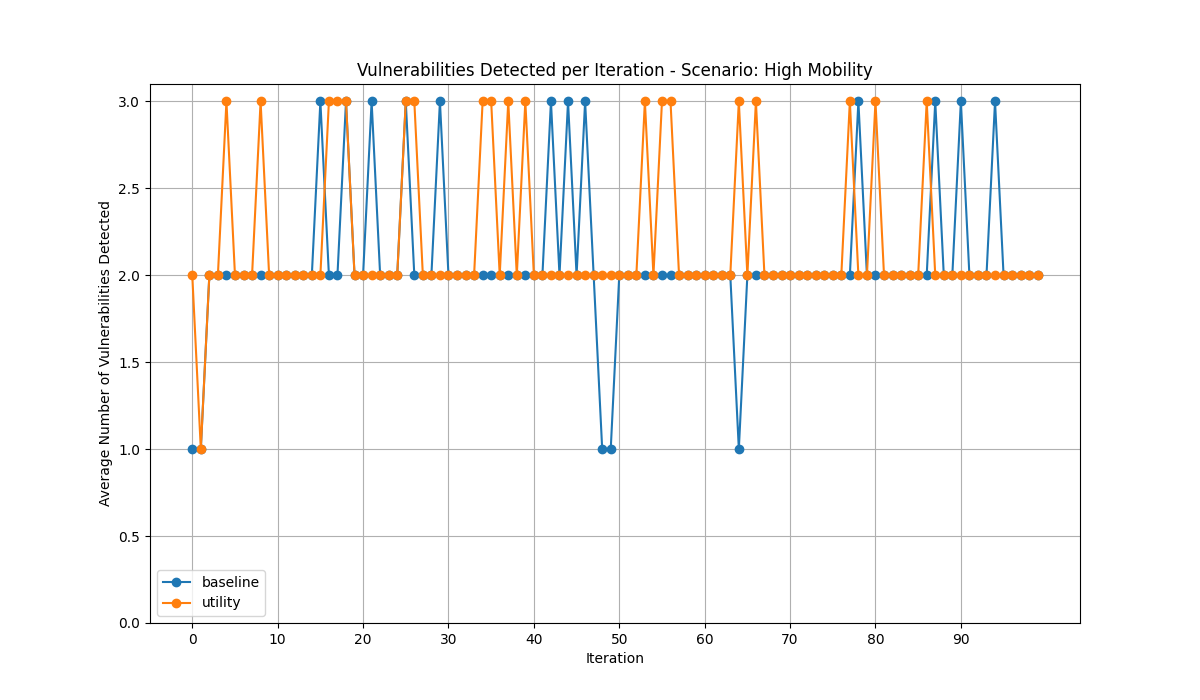 Vulnerabilities Detected per Iteration - Scenario: High Mobility
Average Number of Vulnerabilities Detected
3.0
2.5
2.0
1.5
1.0
0.5
0.0
baseline
utility
0 10 20 30 40 50 60 70 80 90
Iteration